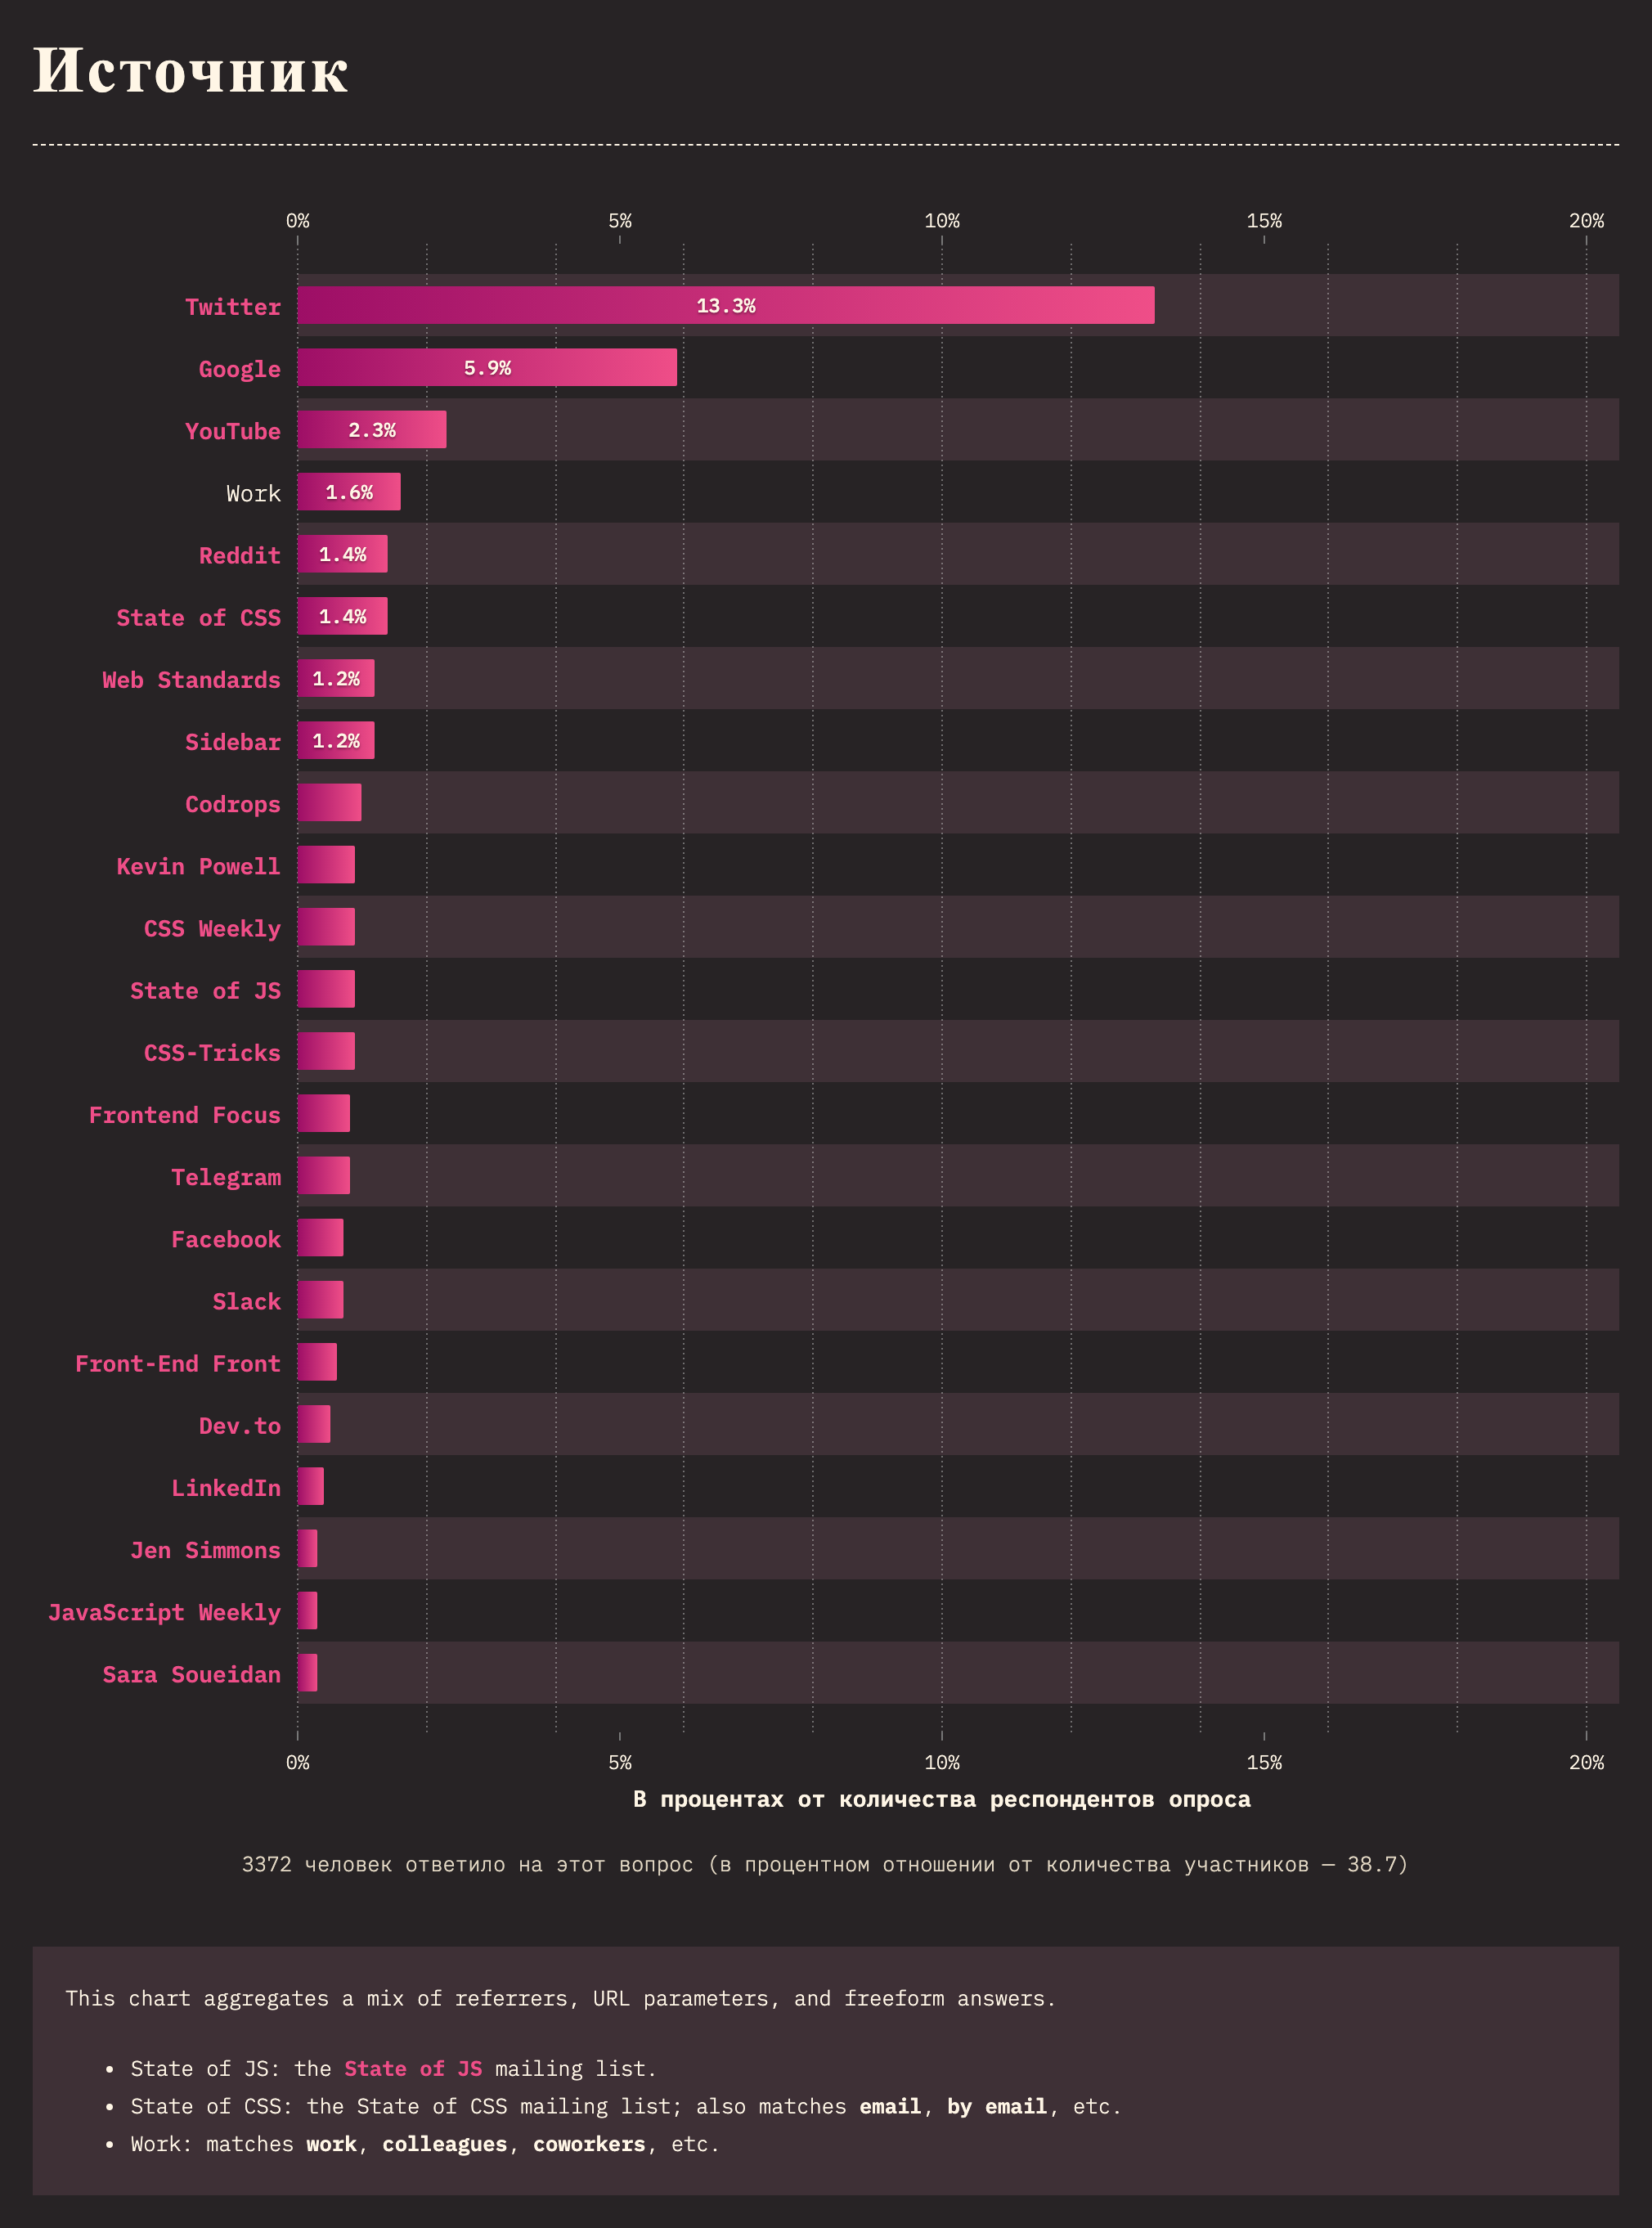 Источник
0% 5% 10% 15% 20%
Twitter 13.3%
Google 5.9%
YouTube 2.3%
Work 1.6%
Reddit 1.4%
State of CSS 1.4%
Web Standards 1.2%
Sidebar 1.2%
Codrops
Kevin Powell
CSS Weekly
State of JS
CSS-Tricks
Frontend Focus
Telegram
Facebook
Slack
Front-End Front
Dev.to
LinkedIn
Jen Simmons
JavaScript Weekly
Sara Soueidan
0% 5% 10% 15% 20%
В процентах от количества респондентов опроса
3372 человек ответило на этот вопрос (в процентном отношении от количества участников — 38.7)
This chart aggregates a mix of referrers, URL parameters, and freeform answers.
• State of JS: the State of JS mailing list.
• State of CSS: the State of CSS mailing list; also matches email, by email, etc.
• Work: matches work, colleagues, coworkers, etc.